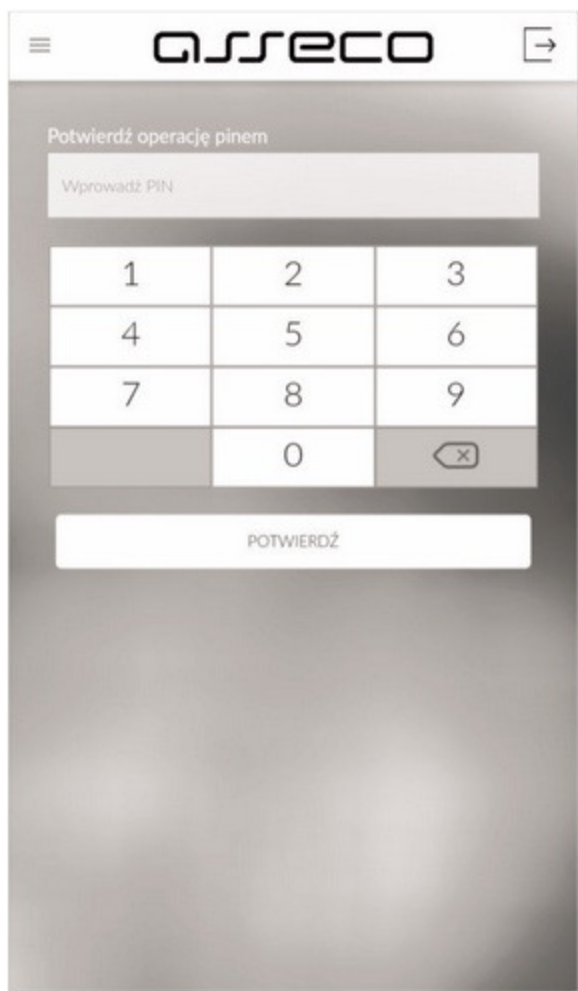 asseco
Potwierdź operację pinem
Wprowadź PIN
1 2 3
4 5 6
7 8 9
0
POTWIERDŹ